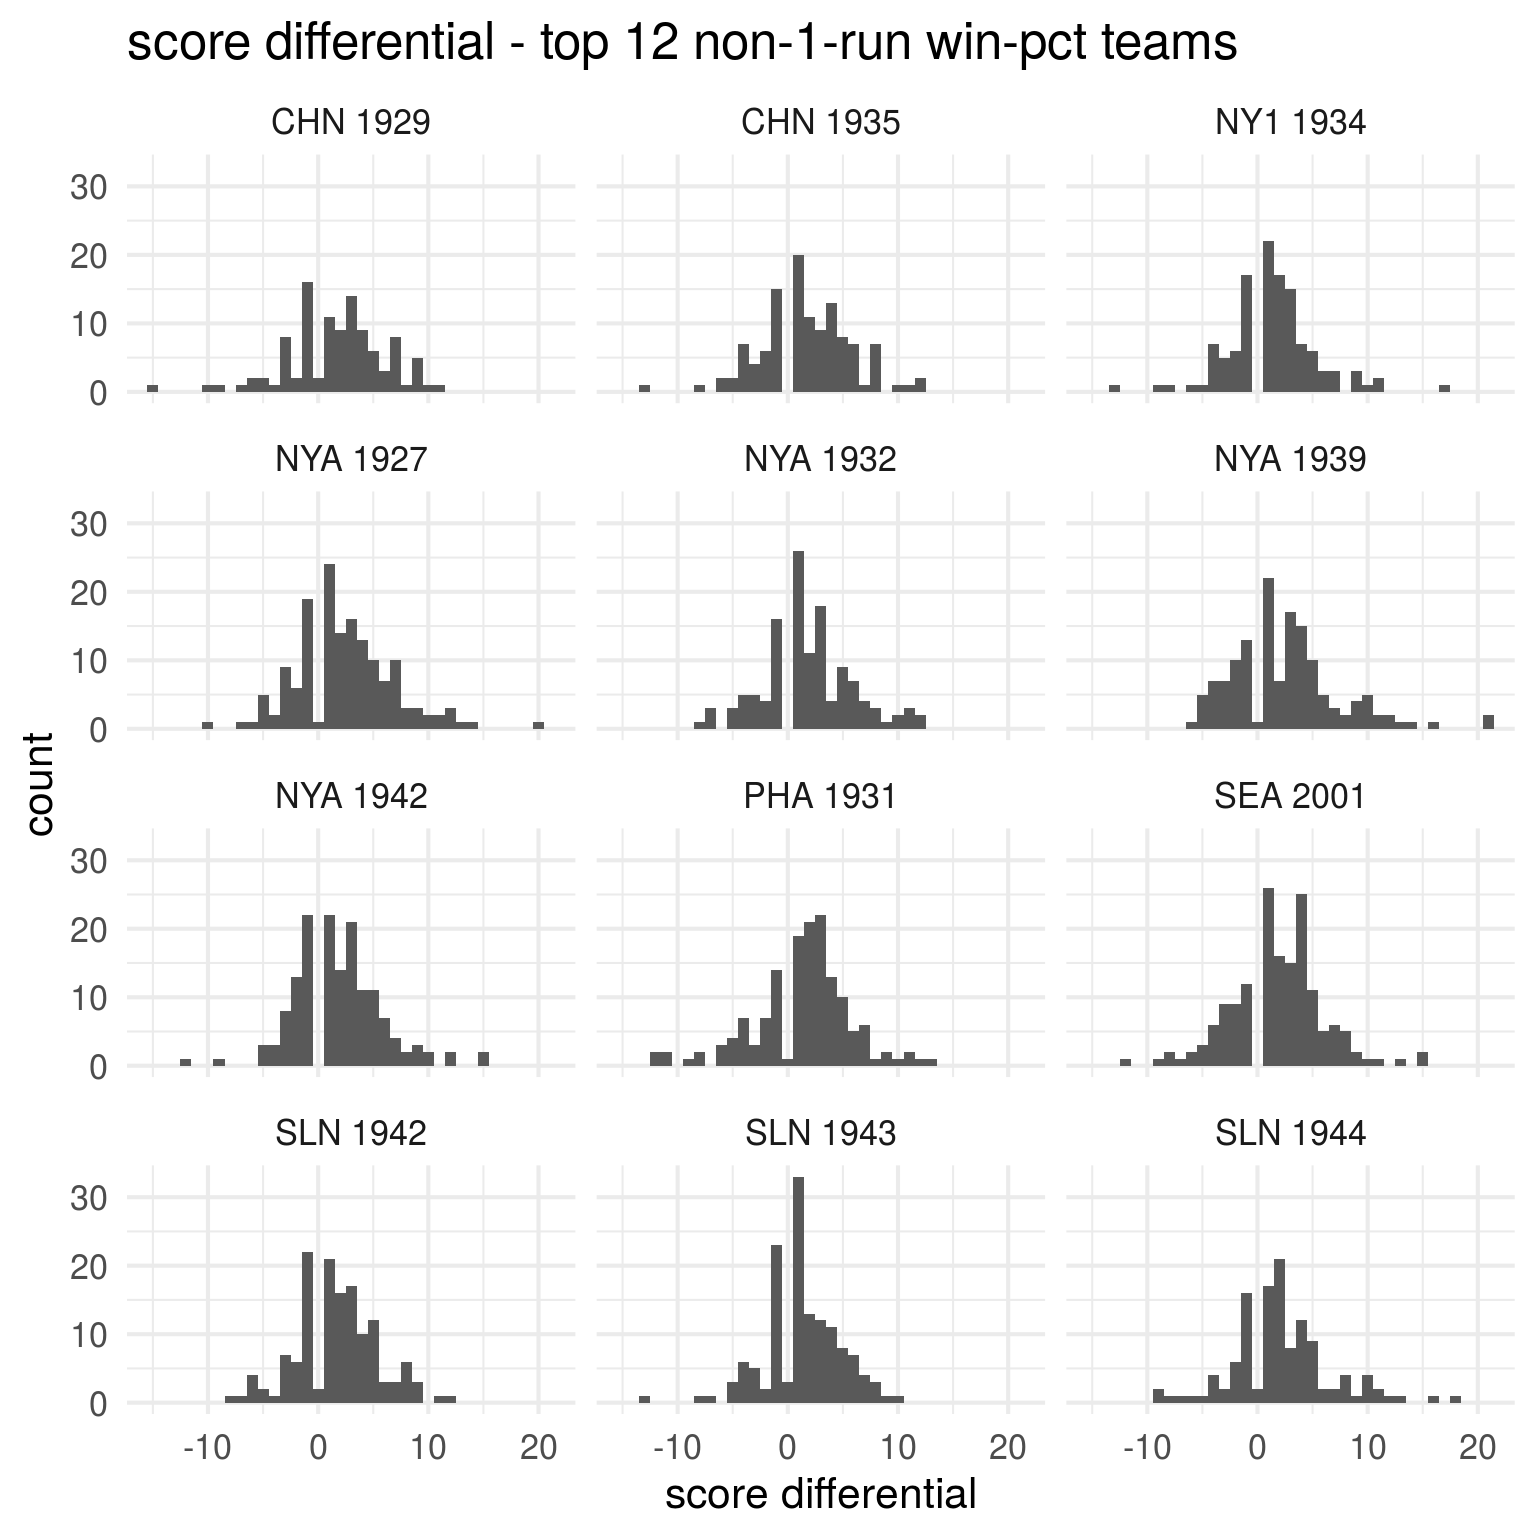 score differential - top 12 non-1-run win-pct teams
CHN 1929
CHN 1935
NY1 1934
30
20
10
0
NYA 1927
NYA 1932
NYA 1939
30
20
10
0
count
NYA 1942
PHA 1931
SEA 2001
30
20
10
0
SLN 1942
SLN 1943
SLN 1944
30
20
10
0
-10 0 10 20
-10 0 10 20
-10 0 10 20
score differential